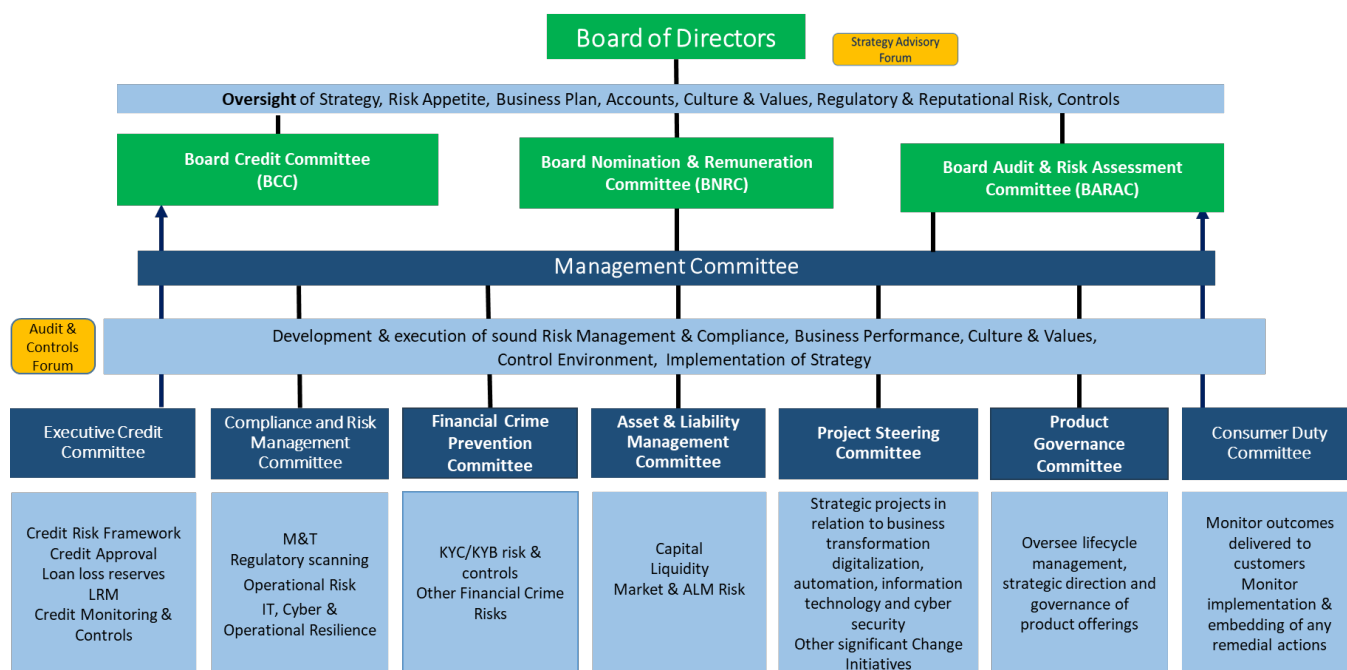 Board of Directors
Strategy Advisory
Forum
Oversight of Strategy, Risk Appetite, Business Plan, Accounts, Culture & Values, Regulatory & Reputational Risk, Controls
Board Credit Committee
(BCC)
Board Nomination & Remuneration
Committee (BNRC)
Board Audit & Risk Assessment
Committee (BARAC)
Management Committee
Audit &
Controls
Forum
Development & execution of sound Risk Management & Compliance, Business Performance, Culture & Values,
Control Environment, Implementation of Strategy
Executive Credit
Committee
Compliance and Risk
Management
Committee
Financial Crime
Prevention
Committee
Asset & Liability
Management
Committee
Project Steering
Committee
Product
Governance
Committee
Consumer Duty
Committee
Credit Risk Framework
Credit Approval
Loan loss reserves
LRM
Credit Monitoring &
Controls
M&T
Regulatory scanning
Operational Risk
IT, Cyber &
Operational Resilience
KYC/KYB risk &
controls
Other Financial Crime
Risks
Capital
Liquidity
Market & ALM Risk
Strategic projects in
relation to business
transformation
digitalization,
automation, information
technology and cyber
security
Other significant Change
Initiatives
Oversee lifecycle
management,
strategic direction and
governance of
product offerings
Monitor outcomes
delivered to
customers
Monitor
implementation &
embedding of any
remedial actions